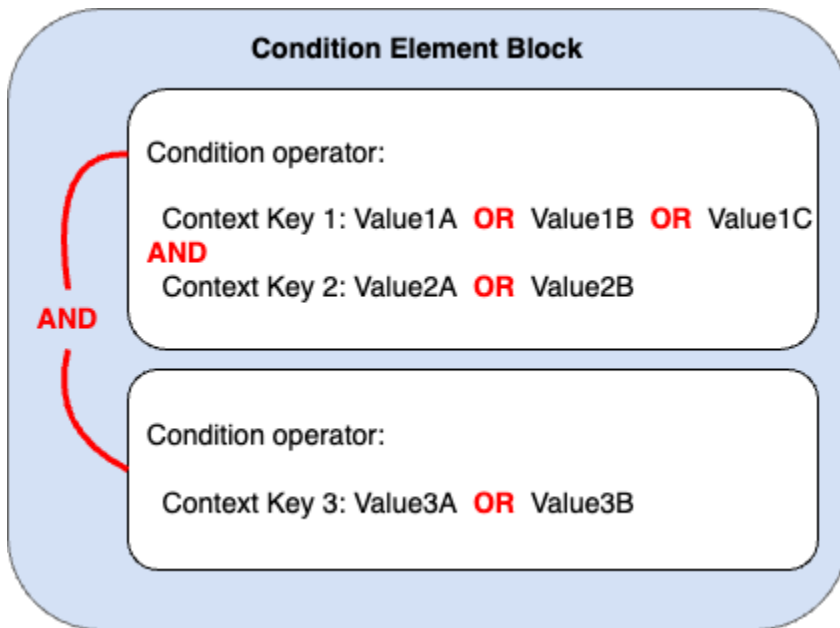 Condition Element Block
Condition operator:
Context Key 1: Value1A OR Value1B OR Value1C
AND
Context Key 2: Value2A OR Value2B
AND
Condition operator:
Context Key 3: Value3A OR Value3B